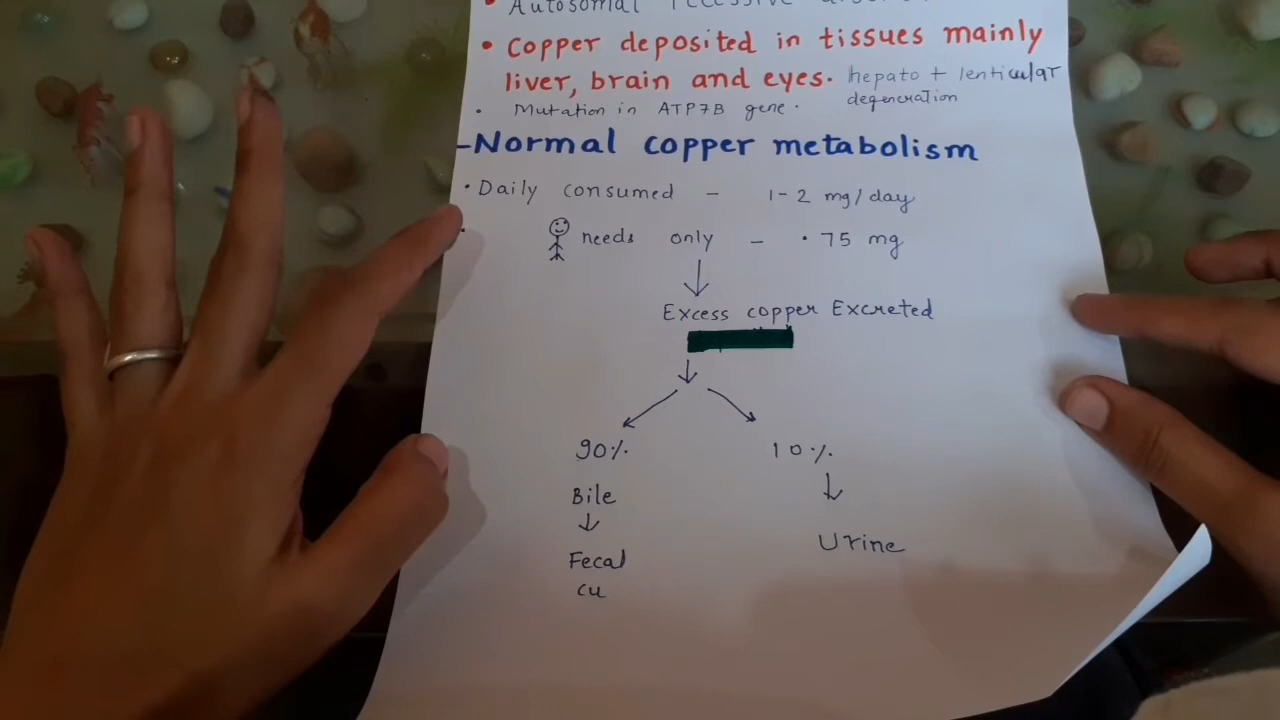 • Autosomal recessive
• Copper deposited in tissues mainly
liver, brain and eyes. hepato + lenticular
degeneration
• Mutation in ATP7B gene.
- Normal copper metabolism
• Daily consumed - 1-2 mg/day
needs only - .75 mg
Excess copper Excreted
90% 10%
Bile
Fecal
cu
Urine